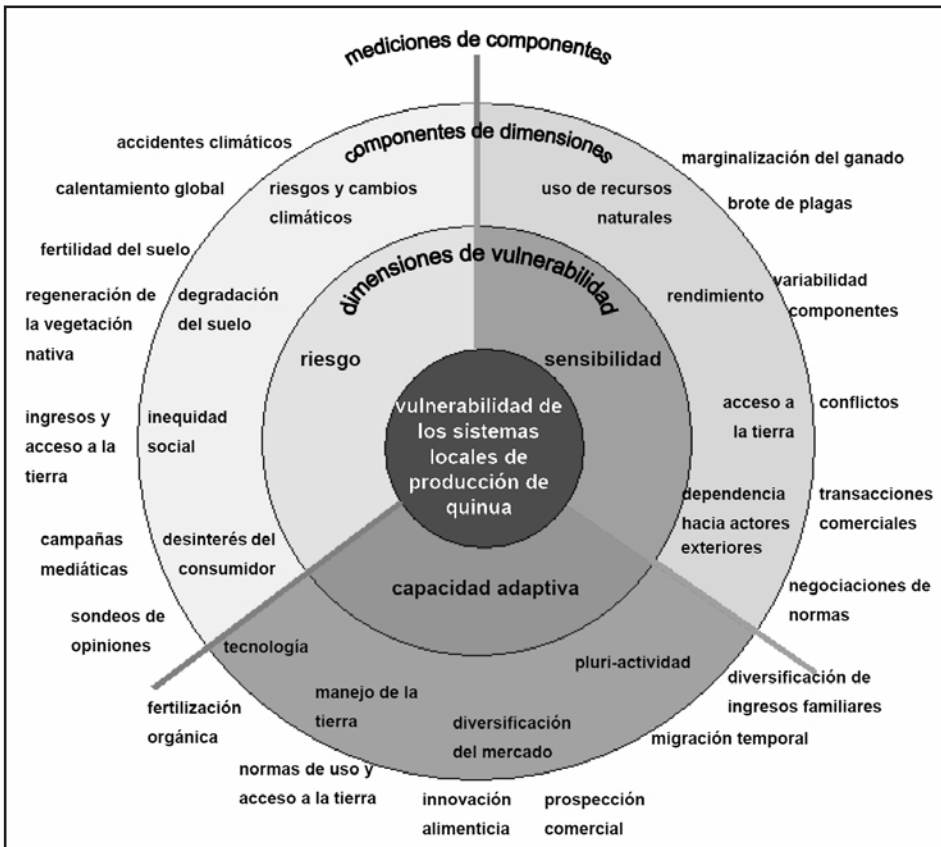 mediciones de componentes
componentes de dimensiones
dimensiones de vulnerabilidad
vulnerabilidad de
los sistemas
locales de
producción de
quinua
riesgo
riesgos y cambios
climáticos
degradación
del suelo
inequidad
social
desinterés del
consumidor
accidentes climáticos
calentamiento global
fertilidad del suelo
regeneración de
la vegetación
nativa
ingresos y
acceso a la
tierra
campañas
mediáticas
sondeos de
opiniones
sensibilidad
uso de recursos
naturales
rendimiento
acceso a
la tierra
dependencia
hacia actores
exteriores
marginalización del ganado
brote de plagas
variabilidad
componentes
conflictos
transacciones
comerciales
negociaciones de
normas
capacidad adaptiva
tecnología
manejo de la
tierra
diversificación
del mercado
pluri-actividad
fertilización
orgánica
normas de uso y
acceso a la tierra
innovación
alimenticia
prospección
comercial
migración temporal
diversificación de
ingresos familiares